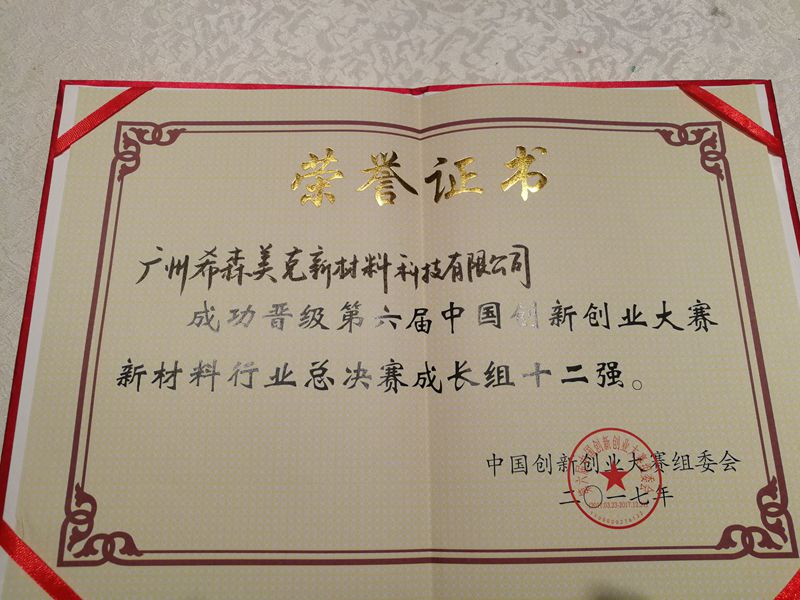 荣誉证书
广州希森美克新材料科技有限公司
成功晋级第六届中国创新创业大赛
新材料行业总决赛成长组十二强。
中国创新创业大赛组委会
二〇一七年